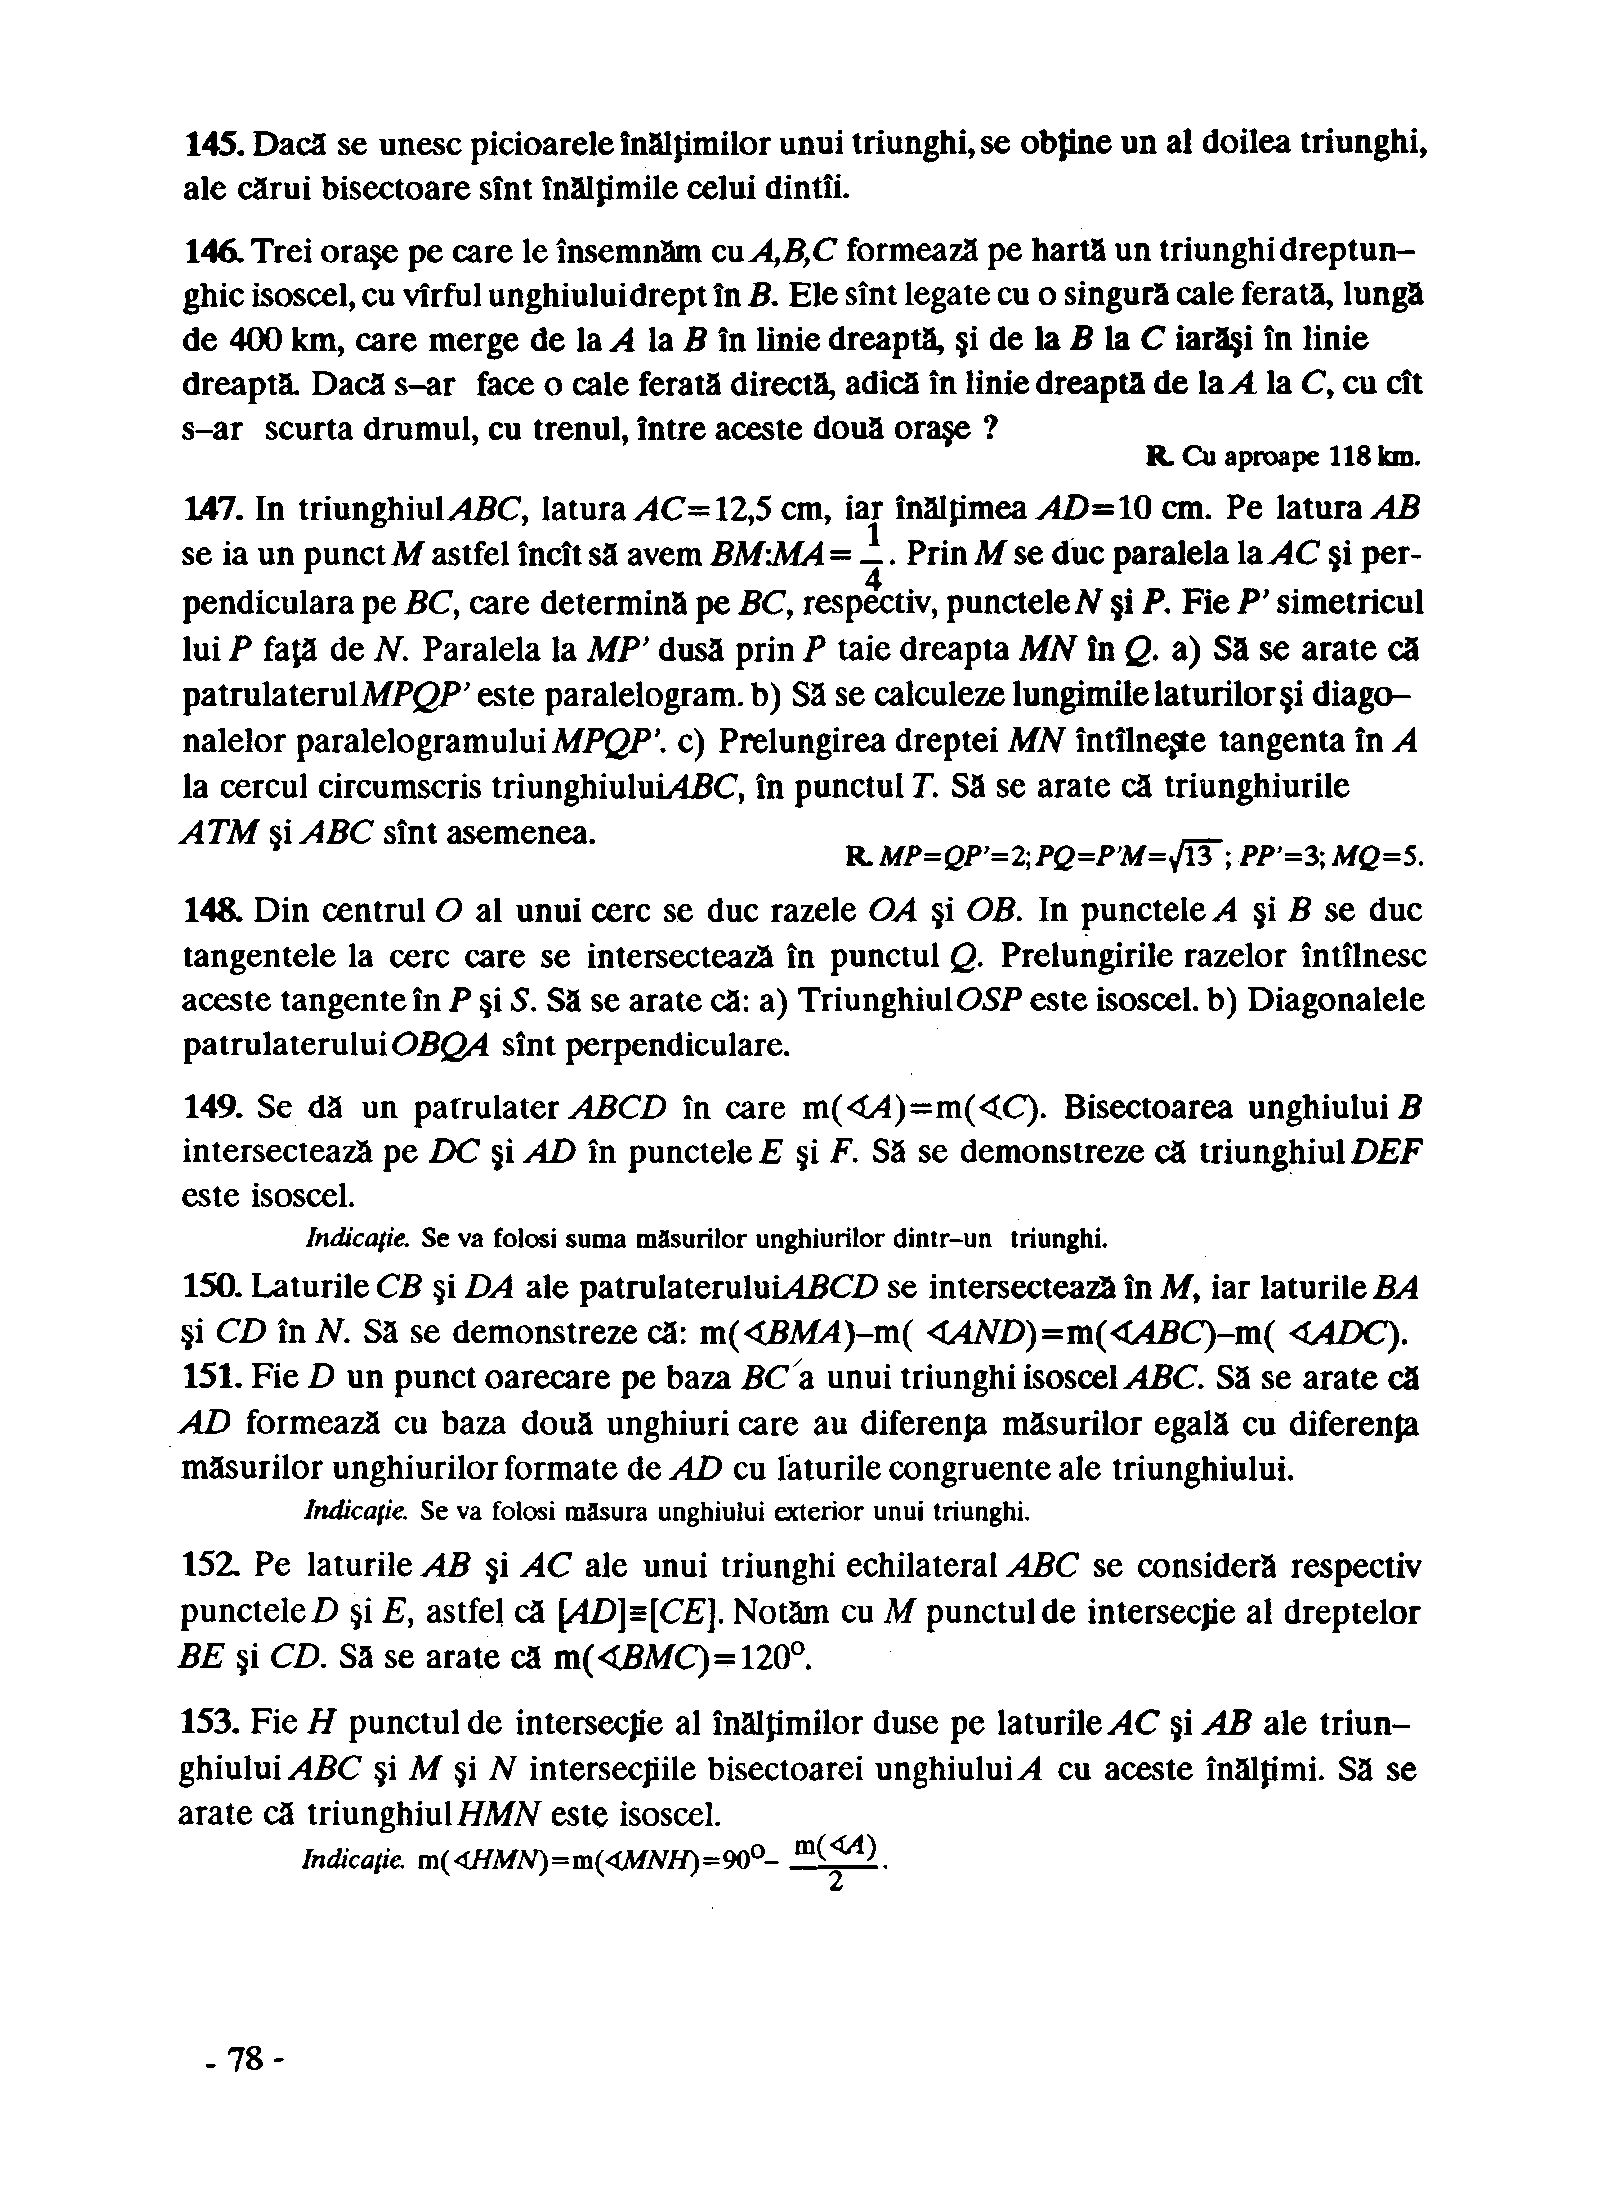 145. Dacă se unesc picioarele înălţimilor unui triunghi, se obţine un al doilea triunghi,
ale cărui bisectoare sînt înălţimile celui dintîi.
146. Trei oraşe pe care le însemnăm cu A,B,C formează pe hartă un triunghi dreptun–
ghic isoscel, cu vîrful unghiului drept în B. Ele sînt legate cu o singură cale ferată, lungă
de 400 km, care merge de la A la B în linie dreaptă, şi de la B la C iarăşi în linie
dreaptă. Dacă s–ar face o cale ferată directă, adică în linie dreaptă de la A la C, cu cît
s–ar scurta drumul, cu trenul, între aceste două oraşe ?
R. Cu aproape 118 km.
147. In triunghiul ABC, latura AC=12,5 cm, iar înălţimea AD=10 cm. Pe latura AB
se ia un punct M astfel încît să avem BM:MA= 1/4. Prin M se duc paralela la AC şi per-
pendiculara pe BC, care determină pe BC, respectiv, punctele N şi P. Fie P' simetricul
lui P faţă de N. Paralela la MP' dusă prin P taie dreapta MN în Q. a) Să se arate că
patrulaterul MPQP' este paralelogram. b) Să se calculeze lungimile laturilor şi diago–
nalelor paralelogramului MPQP'. c) Prelungirea dreptei MN întîlneşte tangenta în A
la cercul circumscris triunghiului ABC, în punctul T. Să se arate că triunghiurile
ATM şi ABC sînt asemenea.
R. MP=QP'=2; PQ=P'M=√13 ; PP'=3; MQ=5.
148. Din centrul O al unui cerc se duc razele OA şi OB. In punctele A şi B se duc
tangentele la cerc care se intersectează în punctul Q. Prelungirile razelor întîlnesc
aceste tangente în P şi S. Să se arate că: a) Triunghiul OSP este isoscel. b) Diagonalele
patrulaterului OBQA sînt perpendiculare.
149. Se dă un patrulater ABCD în care m(∢A)=m(∢C). Bisectoarea unghiului B
intersectează pe DC şi AD în punctele E şi F. Să se demonstreze că triunghiul DEF
este isoscel.
Indicaţie. Se va folosi suma măsurilor unghiurilor dintr–un triunghi.
150. Laturile CB şi DA ale patrulaterului ABCD se intersectează în M, iar laturile BA
şi CD în N. Să se demonstreze că: m(∢BMA)–m( ∢AND)=m(∢ABC)–m( ∢ADC).
151. Fie D un punct oarecare pe baza BC a unui triunghi isoscel ABC. Să se arate că
AD formează cu baza două unghiuri care au diferenţa măsurilor egală cu diferenţa
măsurilor unghiurilor formate de AD cu laturile congruente ale triunghiului.
Indicaţie. Se va folosi măsura unghiului exterior unui triunghi.
152. Pe laturile AB şi AC ale unui triunghi echilateral ABC se consideră respectiv
punctele D şi E, astfel că [AD]≡[CE]. Notăm cu M punctul de intersecţie al dreptelor
BE şi CD. Să se arate că m(∢BMC)=120°.
153. Fie H punctul de intersecţie al înălţimilor duse pe laturile AC şi AB ale triun–
ghiului ABC şi M şi N intersecţiile bisectoarei unghiului A cu aceste înălţimi. Să se
arate că triunghiul HMN este isoscel.
Indicaţie. m(∢HMN)=m(∢MNH)=90°– m(∢A)/2.
- 78 -